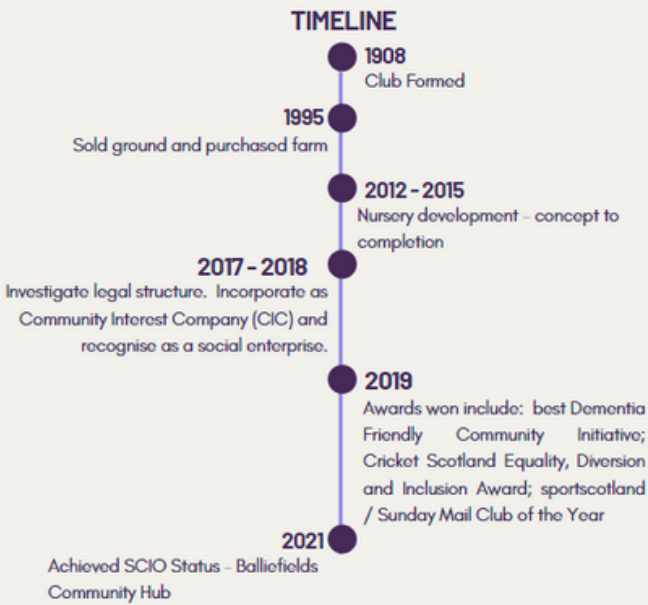 TIMELINE
1908
Club Formed
1995
Sold ground and purchased farm
2012 - 2015
Nursery development - concept to
completion
2017 - 2018
Investigate legal structure. Incorporate as
Community Interest Company (CIC) and
recognise as a social enterprise.
2019
Awards won include: best Dementia
Friendly Community Initiative;
Cricket Scotland Equality, Diversion
and Inclusion Award; sportscotland
/ Sunday Mail Club of the Year
2021
Achieved SCIO Status - Balliefields
Community Hub